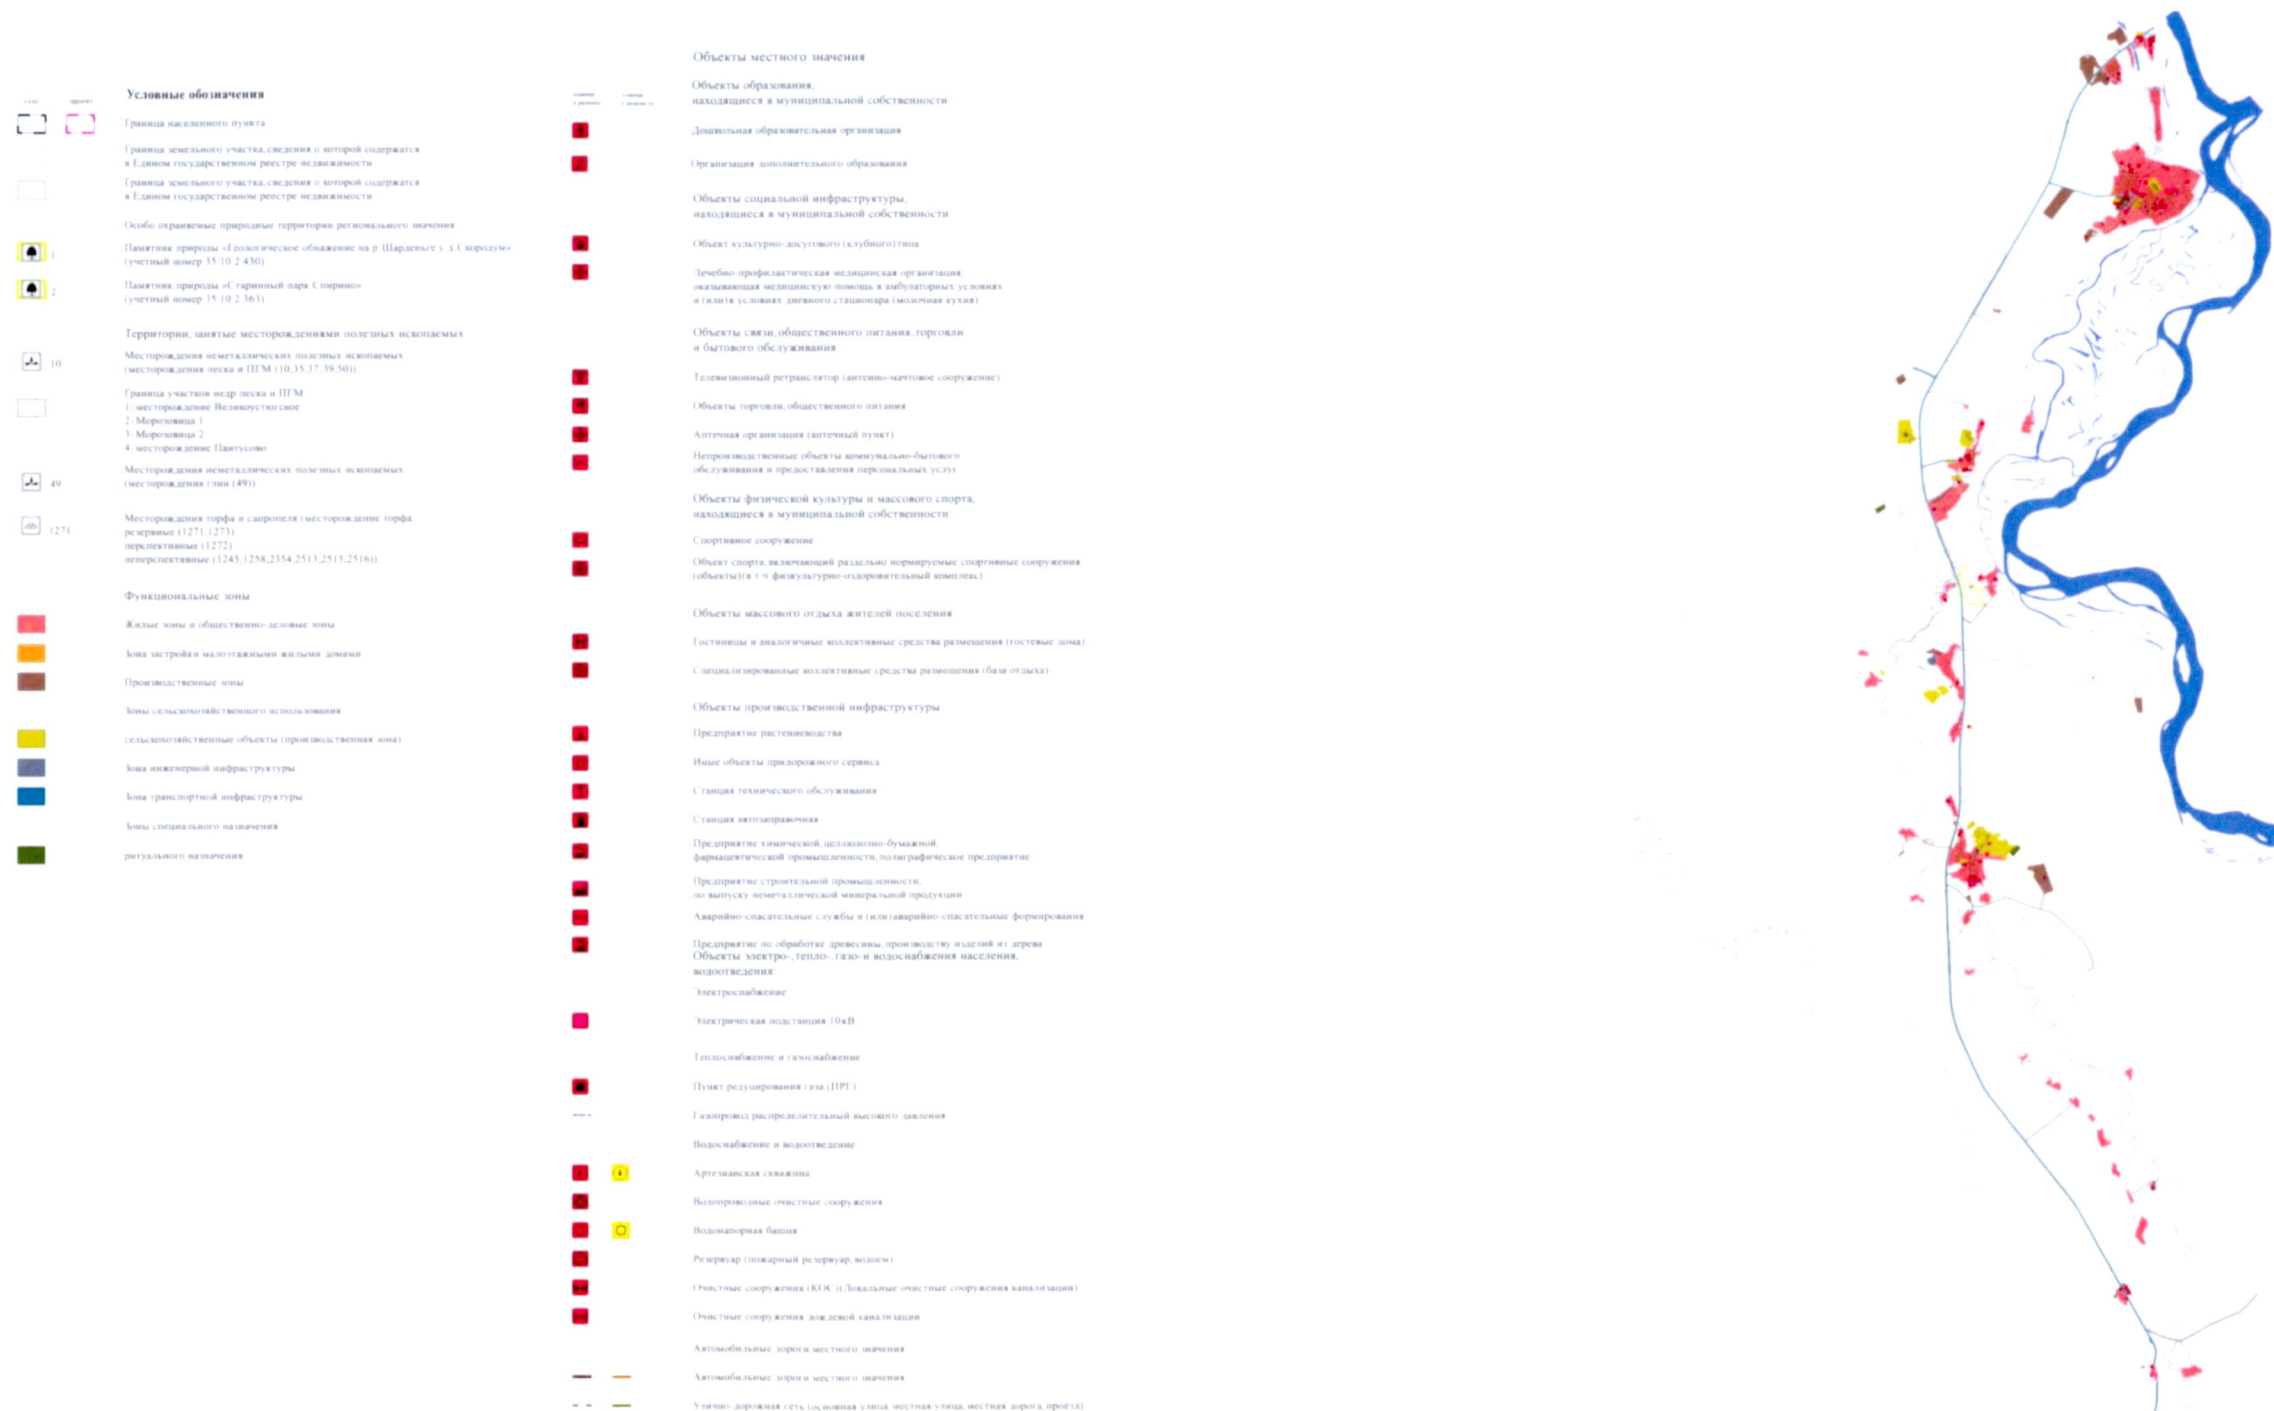 Условные обозначения
проект
Граница населенного пункта
Граница земельного участка, сведения о которой содержатся
в Едином государственном реестре недвижимости
Граница земельного участка, сведения о которой содержатся
в Едином государственном реестре недвижимости
Особо охраняемые природные территории регионального значения
1
Памятник природы «Геологическое обнажение на р. Шарденьге у д. Скородум»
(учетный номер 35.10.2.430)
2
Памятник природы «Старинный парк Спирино»
(учетный номер 35.10.2.363)
Территории, занятые месторождениями полезных ископаемых
10
Месторождения неметаллических полезных ископаемых
(месторождения песка и ПГМ (10,35,37-39,50))
Граница участков недр песка и ПГМ
1- месторождение Великоустюгское
2- Морозовица 1
3- Морозовица 2
4- месторождение Пантусово
49
Месторождения неметаллических полезных ископаемых
(месторождения глин (49))
1271
Месторождения торфа и сапропеля (месторождение торфа
резервные (1271,1273)
перспективные (1272)
неперспективные (1245,1258,2354,2513,2515,2516))
Функциональные зоны
Жилые зоны и общественно-деловые зоны
Зона застройки малоэтажными жилыми домами
Производственные зоны
Зоны сельскохозяйственного использования
сельскохозяйственные объекты (производственная зона)
Зона инженерной инфраструктуры
Зона транспортной инфраструктуры
Зоны специального назначения
ритуального назначения
Объекты местного значения
Объекты образования,
находящиеся в муниципальной собственности
Дошкольная образовательная организация
Организация дополнительного образования
Объекты социальной инфраструктуры,
находящиеся в муниципальной собственности
Объект культурно-досугового (клубного) типа
Лечебно-профилактическая медицинская организация,
оказывающая медицинскую помощь в амбулаторных условиях
и (или) в условиях дневного стационара (молочная кухня)
Объекты связи, общественного питания, торговли
и бытового обслуживания
Телевизионный ретранслятор (антенно-мачтовое сооружение)
Объекты торговли, общественного питания
Аптечная организация (аптечный пункт)
Непроизводственные объекты коммунально-бытового
обслуживания и предоставления персональных услуг
Объекты физической культуры и массового спорта,
находящиеся в муниципальной собственности
Спортивное сооружение
Объект спорта, включающий раздельно нормируемые спортивные сооружения
(объекты) (в т.ч. физкультурно-оздоровительный комплекс)
Объекты массового отдыха жителей поселения
Гостиницы и аналогичные коллективные средства размещения (гостевые дома)
Специализированные коллективные средства размещения (база отдыха)
Объекты производственной инфраструктуры
Предприятие растениеводства
Иные объекты придорожного сервиса
Станция технического обслуживания
Станция автозаправочная
Предприятие химической, целлюлозно-бумажной,
фармацевтической промышленности, полиграфическое предприятие
Предприятие строительной промышленности,
по выпуску неметаллической минеральной продукции
Аварийно-спасательные службы и (или) аварийно-спасательные формирования
Предприятие по обработке древесины, производству изделий из дерева
Объекты электро-, тепло-, газо- и водоснабжения населения,
водоотведения
Электроснабжение
Электрическая подстанция 10кВ
Теплоснабжение и газоснабжение
Пункт редуцирования газа (ПРГ)
Газопровод распределительный высокого давления
Водоснабжение и водоотведение
Артезианская скважина
Водопроводные очистные сооружения
Водонапорная башня
Резервуар (пожарный резервуар, водоем)
Очистные сооружения (КОС) (Локальные очистные сооружения канализации)
Очистные сооружения дождевой канализации
Автомобильные дороги местного значения
Автомобильные дороги местного значения
Улично-дорожная сеть (основная улица, местная улица, местная дорога, проезд)